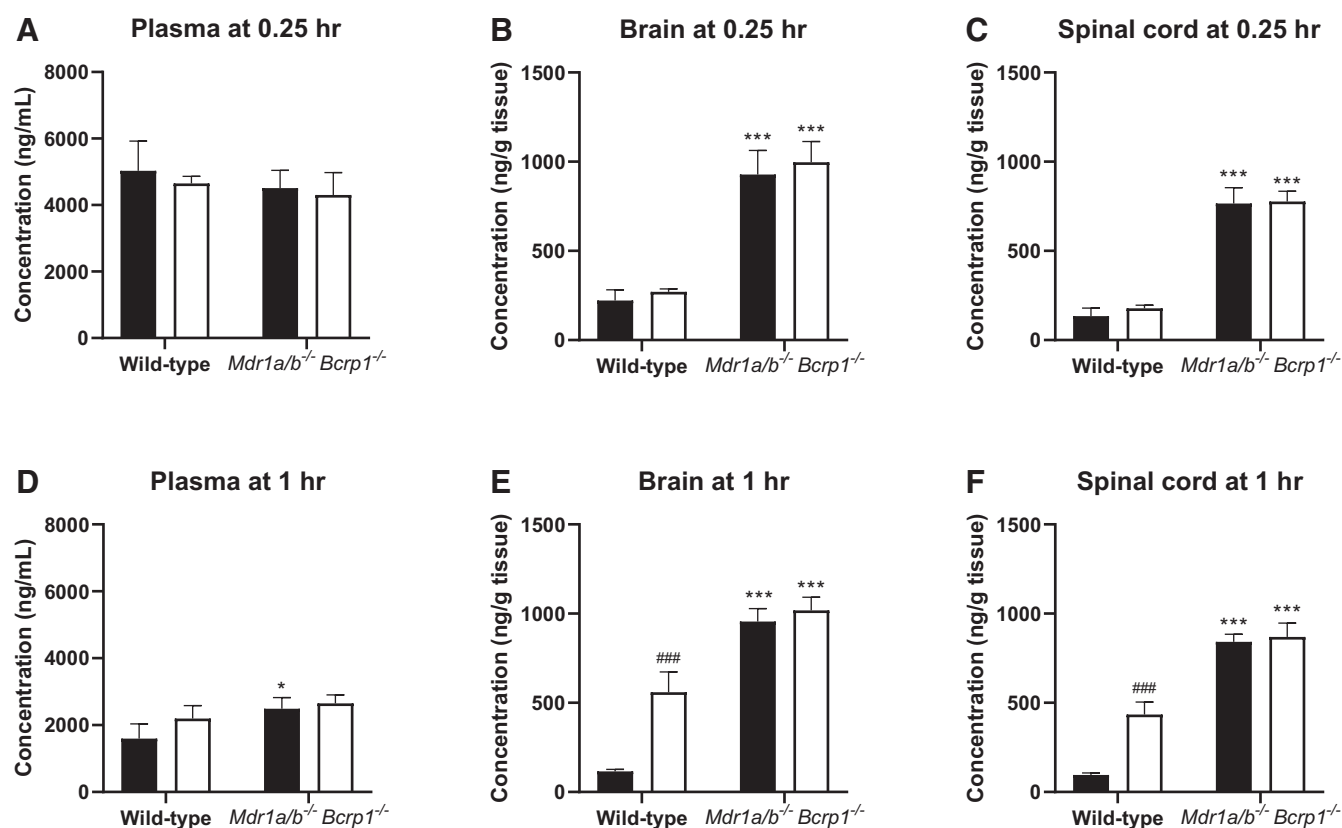 A Plasma at 0.25 hr
Concentration (ng/mL)
8000
6000
4000
2000
0
Wild-type Mdr1a/b-/- Bcrp1-/-
B Brain at 0.25 hr
Concentration (ng/g tissue)
1500
1000
500
0
*** ***
Wild-type Mdr1a/b-/- Bcrp1-/-
C Spinal cord at 0.25 hr
Concentration (ng/g tissue)
1500
1000
500
0
*** ***
Wild-type Mdr1a/b-/- Bcrp1-/-
D Plasma at 1 hr
Concentration (ng/mL)
8000
6000
4000
2000
0
*
Wild-type Mdr1a/b-/- Bcrp1-/-
E Brain at 1 hr
Concentration (ng/g tissue)
1500
1000
500
0
### *** ***
Wild-type Mdr1a/b-/- Bcrp1-/-
F Spinal cord at 1 hr
Concentration (ng/g tissue)
1500
1000
500
0
### *** ***
Wild-type Mdr1a/b-/- Bcrp1-/-